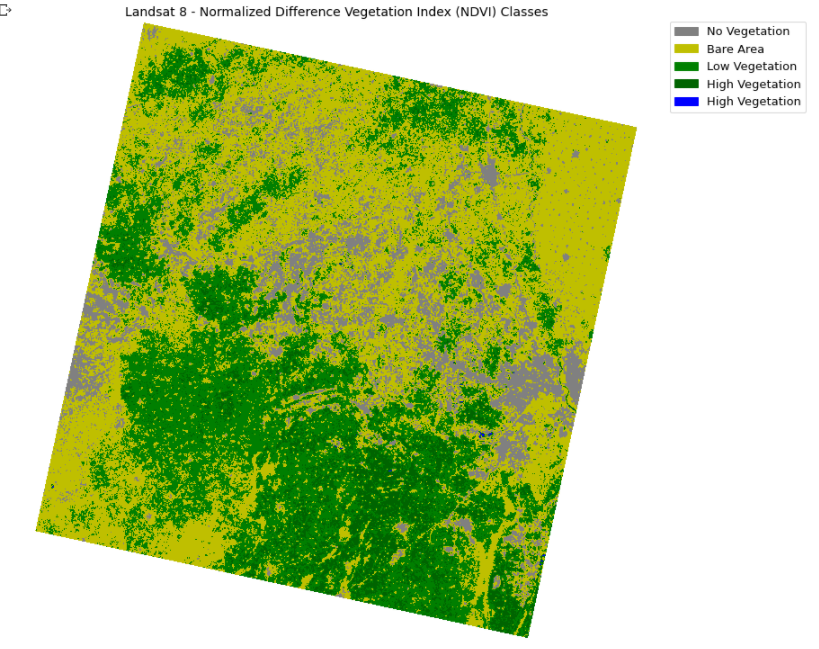 Landsat 8 - Normalized Difference Vegetation Index (NDVI) Classes
No Vegetation
Bare Area
Low Vegetation
High Vegetation
High Vegetation